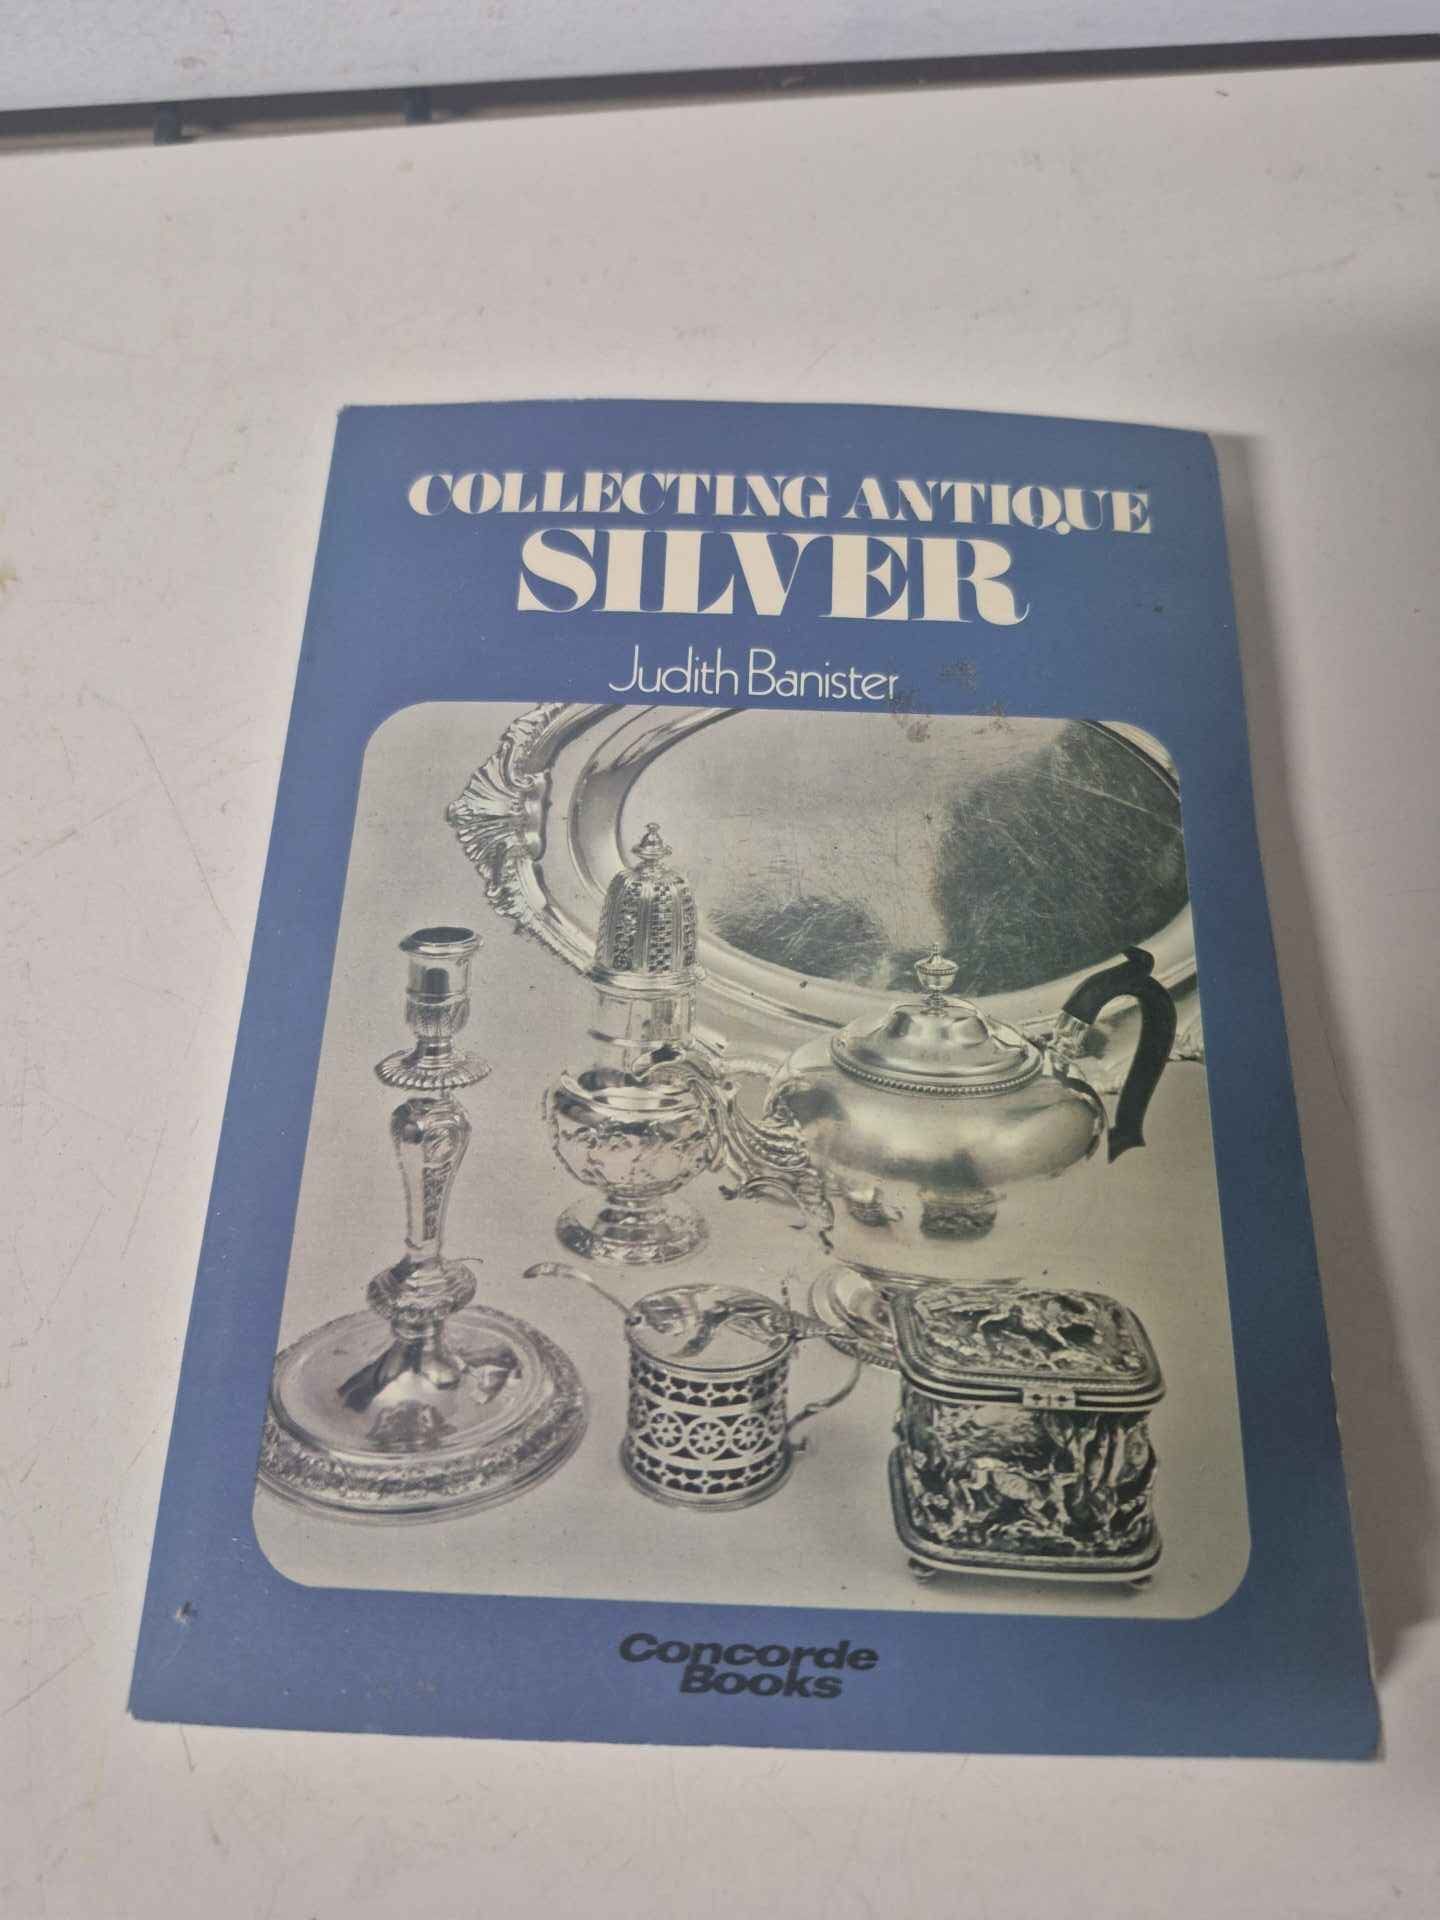 COLLECTING ANTIQUE
SILVER
Judith Banister
Concorde
Books